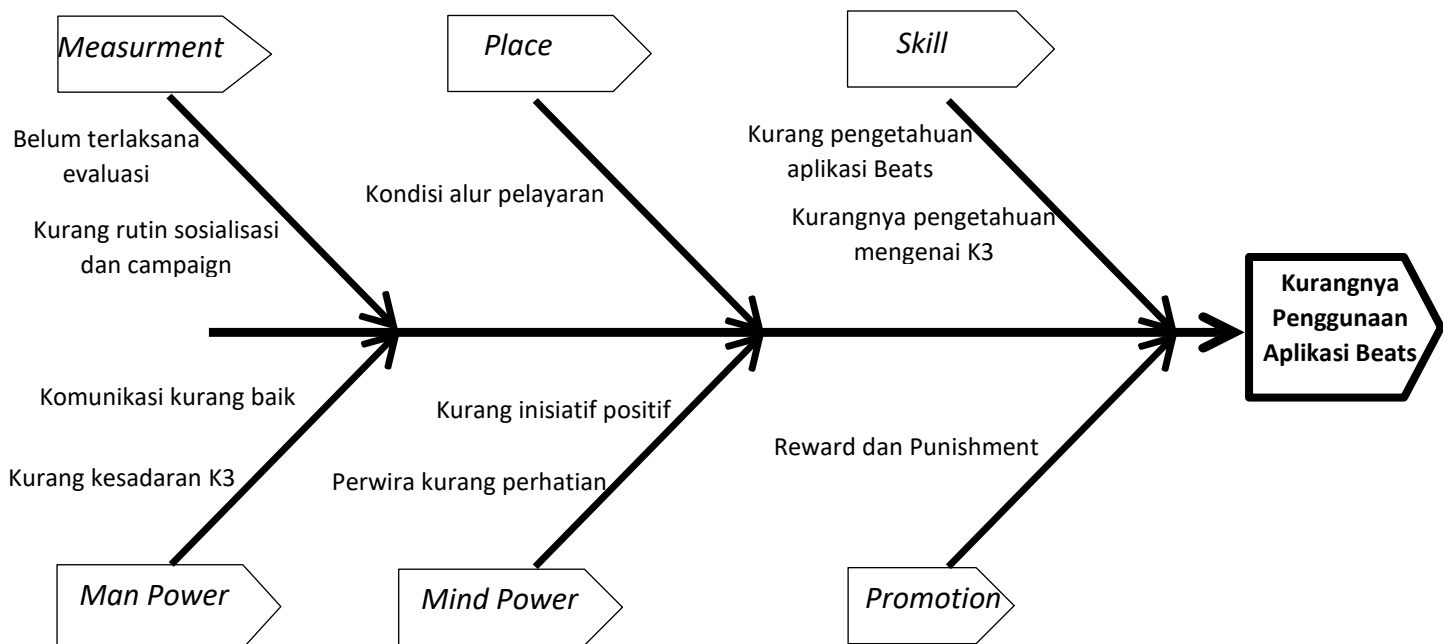 Measurment
Place
Skill
Belum terlaksana
evaluasi
Kurang rutin sosialisasi
dan campaign
Kondisi alur pelayaran
Kurang pengetahuan
aplikasi Beats
Kurangnya pengetahuan
mengenai K3
Kurangnya
Penggunaan
Aplikasi Beats
Komunikasi kurang baik
Kurang kesadaran K3
Kurang inisiatif positif
Perwira kurang perhatian
Reward dan Punishment
Man Power
Mind Power
Promotion